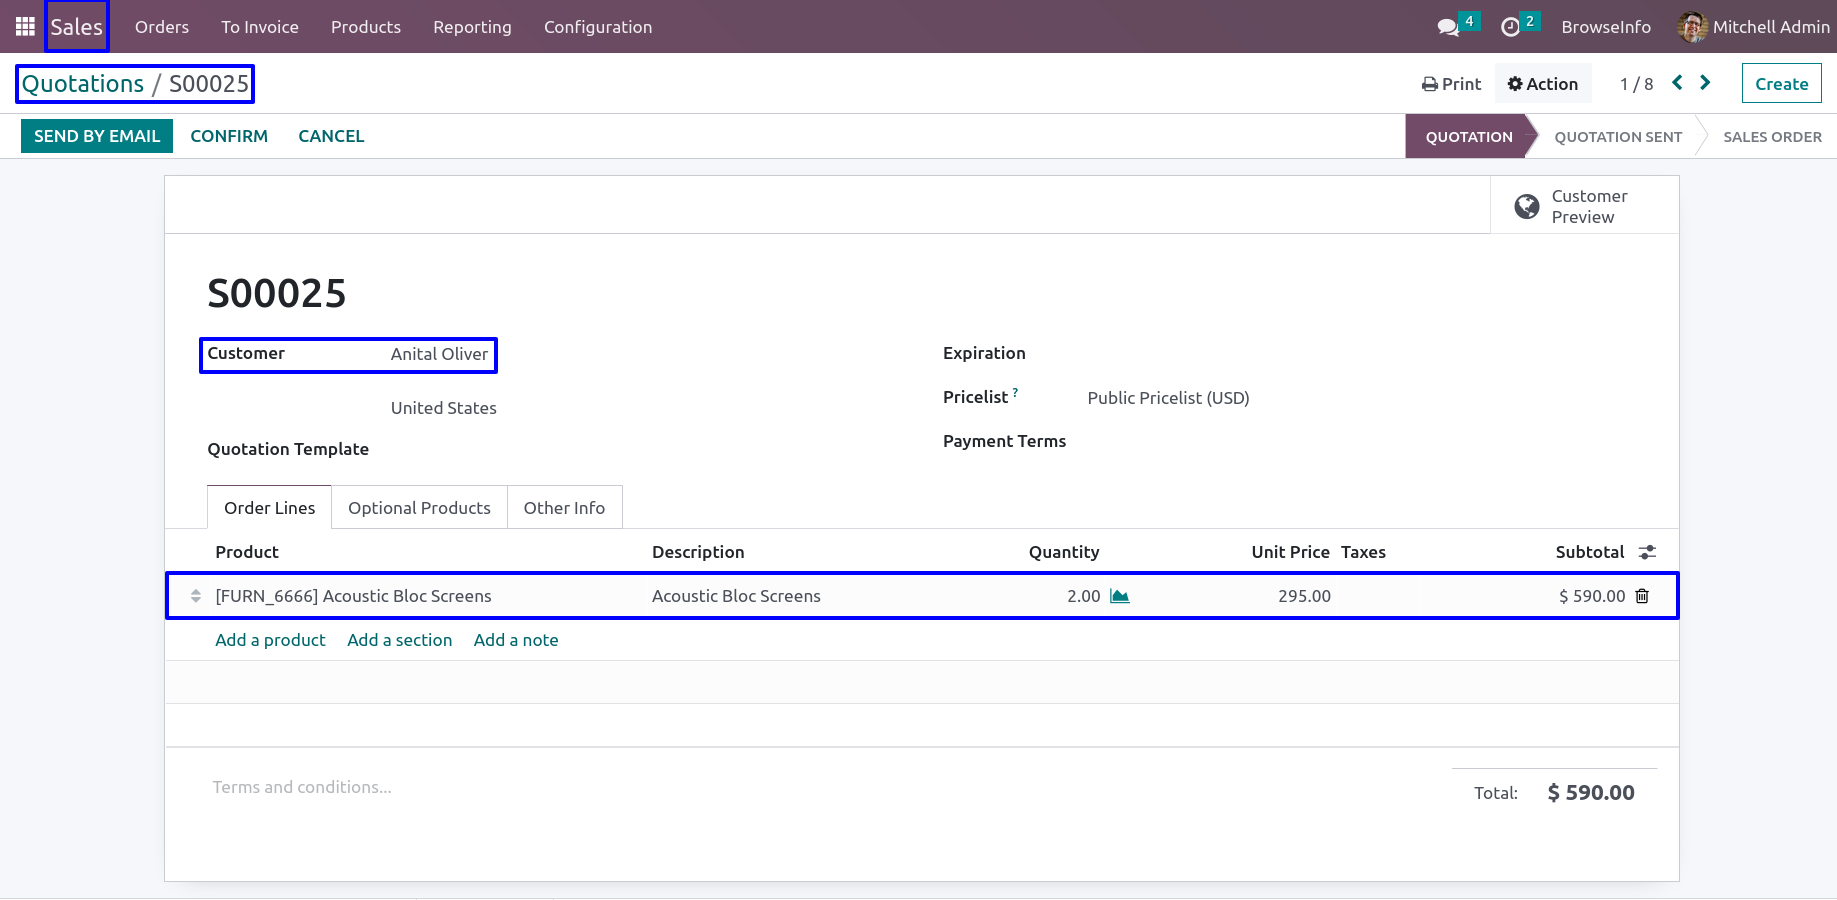 Sales Orders To Invoice Products Reporting Configuration 4 2 BrowseInfo Mitchell Admin
Quotations / S00025 Print Action 1 / 8 Create
SEND BY EMAIL CONFIRM CANCEL QUOTATION QUOTATION SENT SALES ORDER
Customer
Preview
S00025
Customer Anital Oliver Expiration
Pricelist ? Public Pricelist (USD)
United States
Payment Terms
Quotation Template
Order Lines Optional Products Other Info
Product Description Quantity Unit Price Taxes Subtotal
[FURN_6666] Acoustic Bloc Screens Acoustic Bloc Screens 2.00 295.00 $ 590.00
Add a product Add a section Add a note
Terms and conditions...
Total: $ 590.00